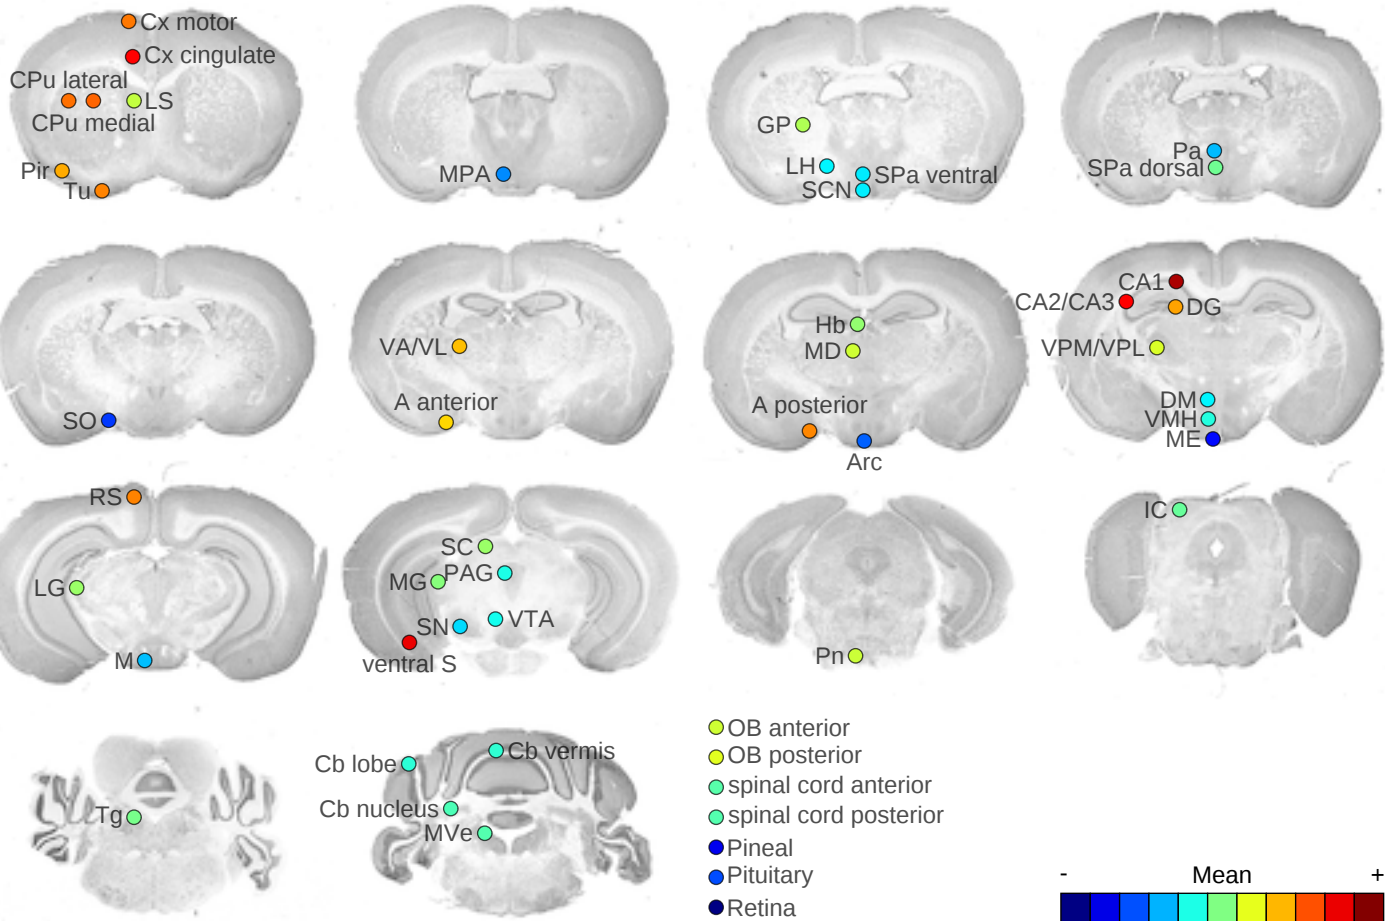 Cx motor
Cx cingulate
CPu lateral
LS
CPu medial
Pir
Tu
MPA
GP
LH
SPa ventral
SCN
Pa
SPa dorsal
SO
VA/VL
A anterior
Hb
MD
A posterior
Arc
CA1
CA2/CA3
DG
VPM/VPL
DM
VMH
ME
RS
LG
M
SC
MG
PAG
SN
VTA
ventral S
Pn
IC
Tg
Cb lobe
Cb vermis
Cb nucleus
MVe
OB anterior
OB posterior
spinal cord anterior
spinal cord posterior
Pineal
Pituitary
Retina
- Mean +